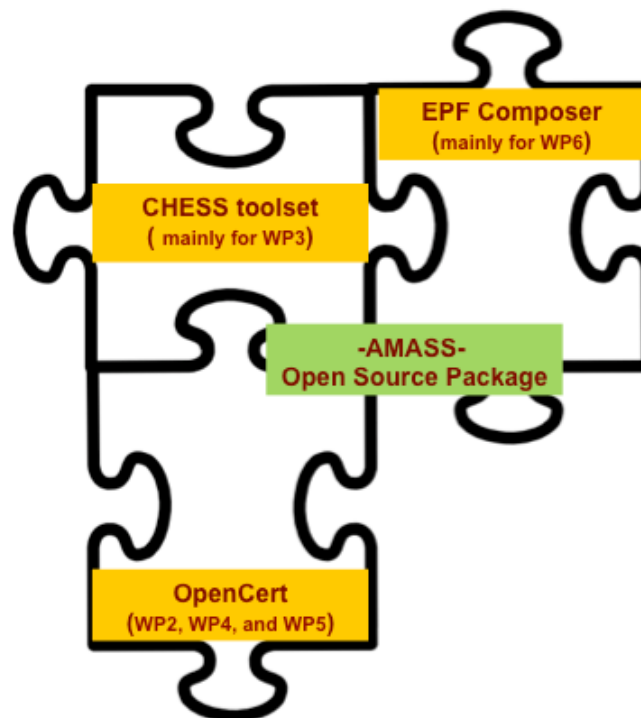 EPF Composer
(mainly for WP6)
CHESS toolset
( mainly for WP3)
-AMASS-
Open Source Package
OpenCert
(WP2, WP4, and WP5)